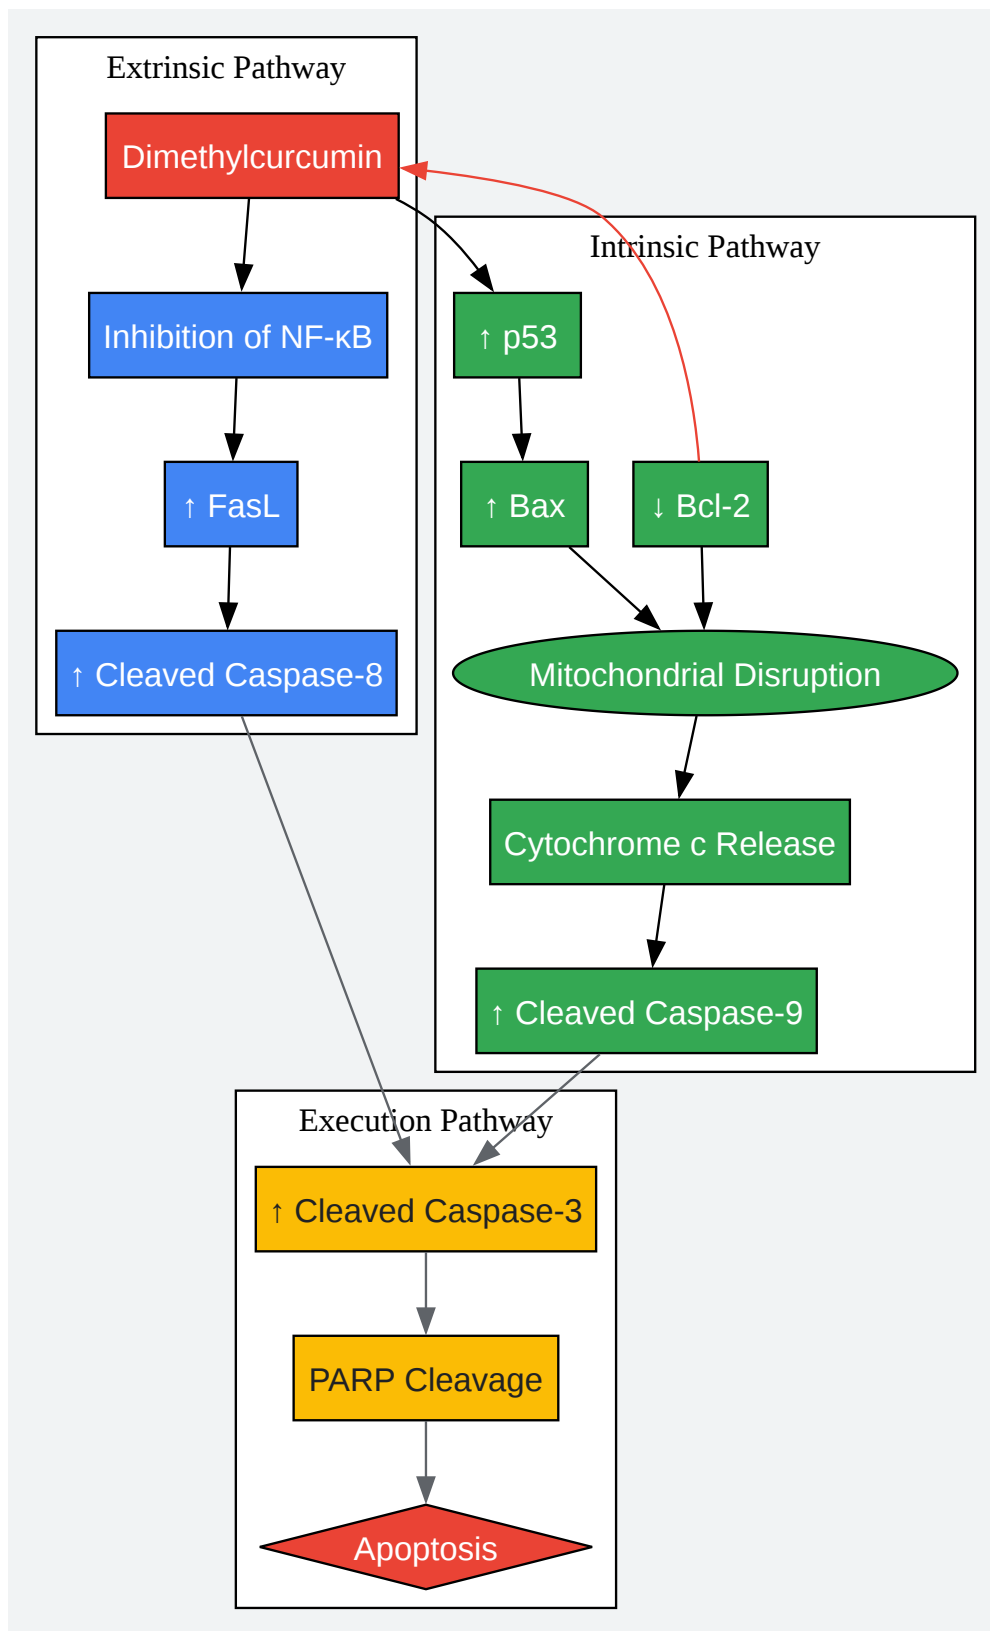 Extrinsic Pathway
Dimethylcurcumin
Inhibition of NF-κB
↑ FasL
↑ Cleaved Caspase-8
Intrinsic Pathway
↑ p53
↑ Bax
↓ Bcl-2
Mitochondrial Disruption
Cytochrome c Release
↑ Cleaved Caspase-9
Execution Pathway
↑ Cleaved Caspase-3
PARP Cleavage
Apoptosis